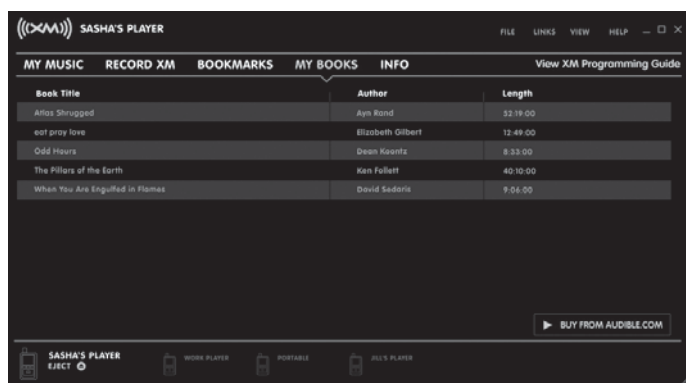 ((XM)) SASHA'S PLAYER FILE LINKS VIEW HELP
MY MUSIC RECORD XM BOOKMARKS MY BOOKS INFO View XM Programming Guide
Book Title Author Length
Atlas Shrugged Ayn Rand 52:19:00
eat pray love Elizabeth Gilbert 12:49:00
Odd Hours Dean Koontz 8:33:00
The Pillars of the Earth Ken Follett 40:10:00
When You Are Engulfed in Flames David Sedaris 9:06:00
BUY FROM AUDIBLE.COM
SASHA'S PLAYER WORK PLAYER PORTABLE JILL'S PLAYER
EJECT